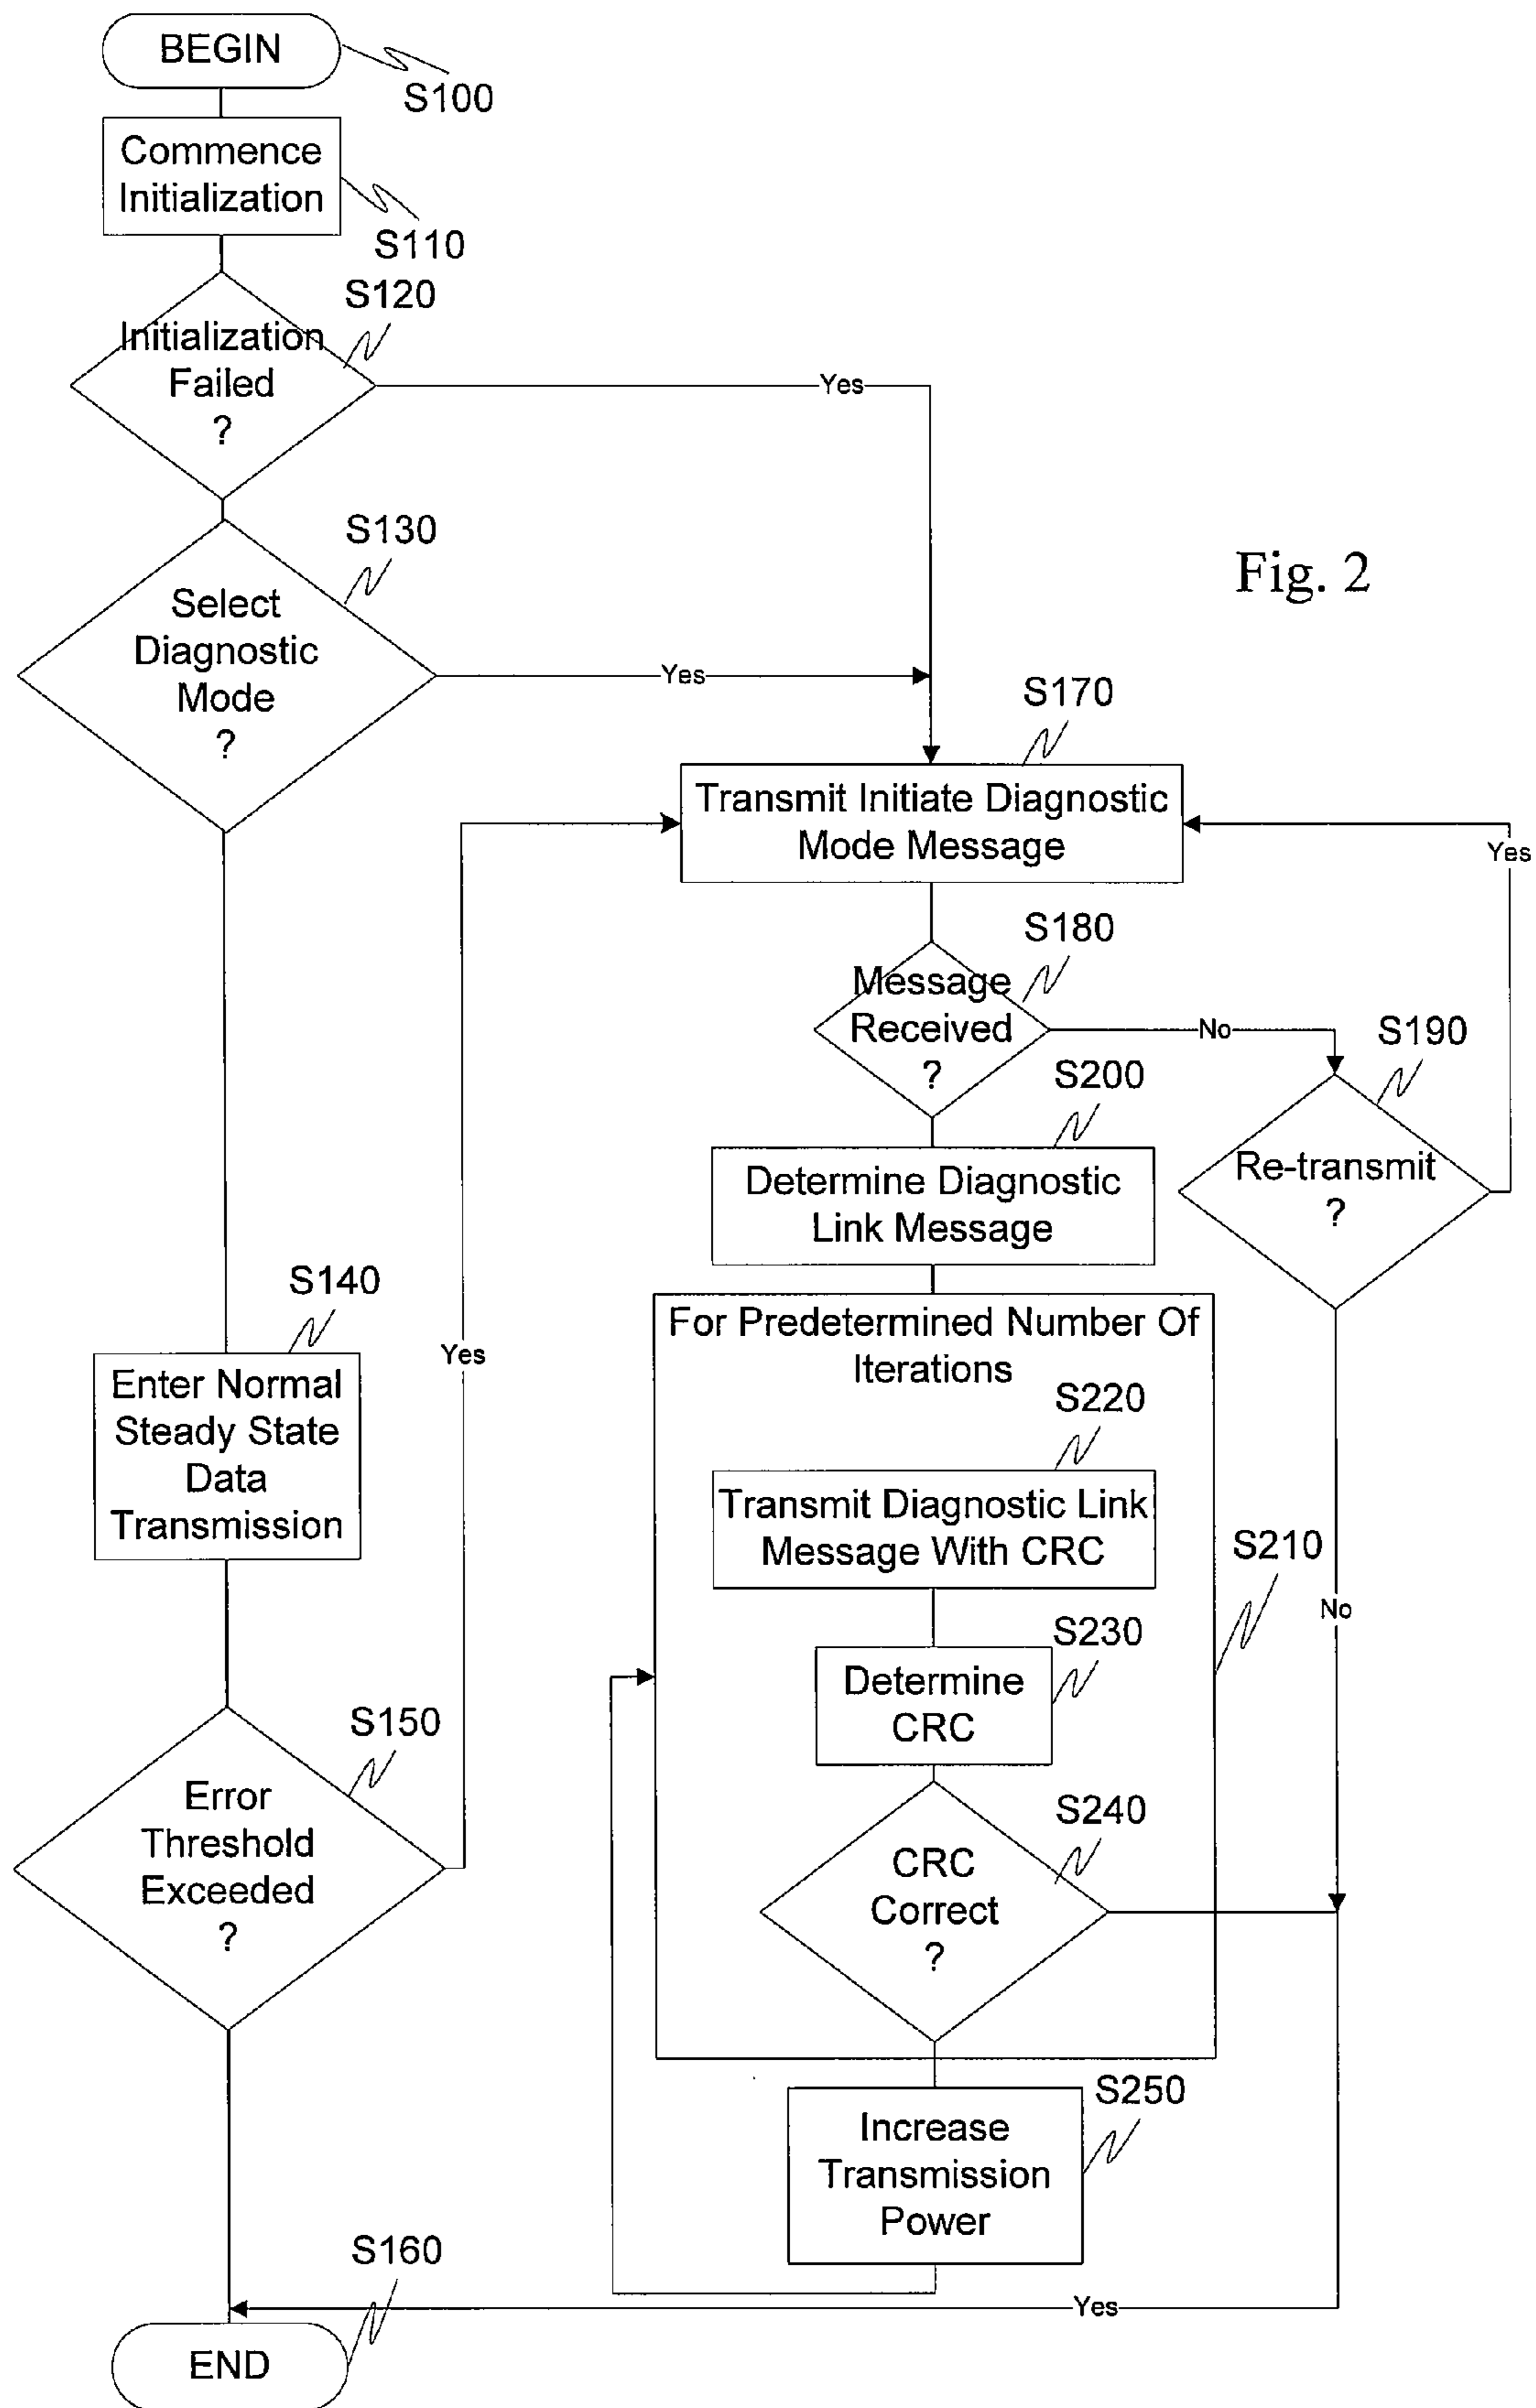 BEGIN
S100
Commence
Initialization
S110
S120
Initialization
Failed
?
Yes
S130
Select
Diagnostic
Mode
?
Yes
Fig. 2
S170
Transmit Initiate Diagnostic
Mode Message
Yes
S180
Message
Received
?
No
S190
Re-transmit
?
S200
Determine Diagnostic
Link Message
S140
Enter Normal
Steady State
Data
Transmission
Yes
For Predetermined Number Of
Iterations
S220
Transmit Diagnostic Link
Message With CRC
S210
No
S230
Determine
CRC
S150
Error
Threshold
Exceeded
?
S240
CRC
Correct
?
S250
Increase
Transmission
Power
S160
Yes
END